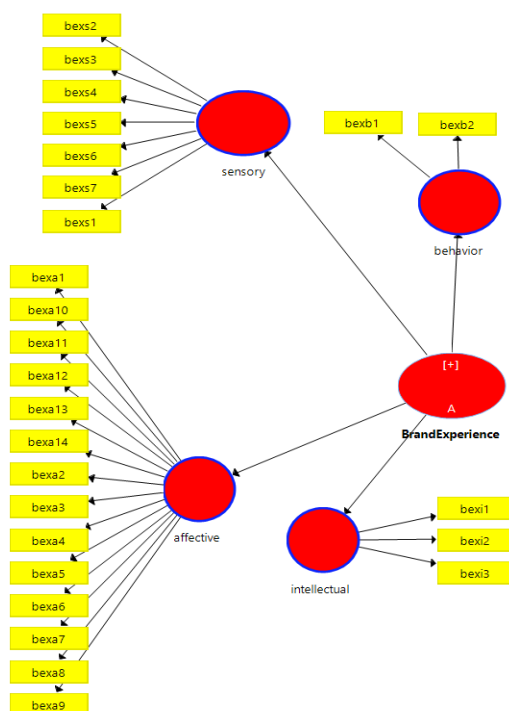 bexs2
bexs3
bexs4
bexs5
bexs6
bexs7
bexs1
sensory
bexb1
bexb2
behavior
bexa1
bexa10
bexa11
bexa12
bexa13
bexa14
bexa2
bexa3
bexa4
bexa5
bexa6
bexa7
bexa8
bexa9
affective
[+]
A
BrandExperience
bexi1
bexi2
bexi3
intellectual